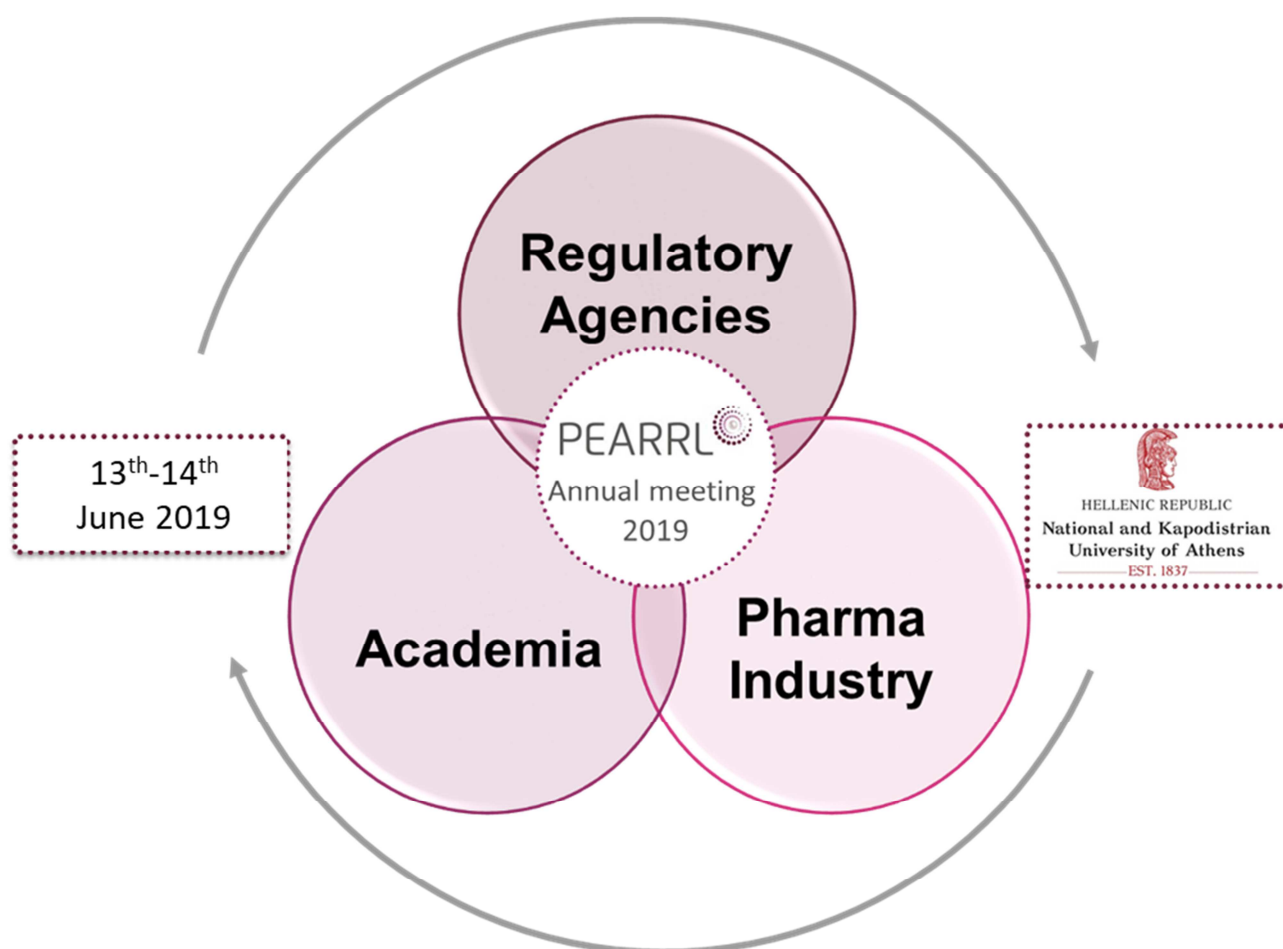 Regulatory
Agencies
PEARRL
Annual meeting
2019
13th-14th
June 2019
HELLENIC REPUBLIC
National and Kapodistrian
University of Athens
EST. 1837
Academia
Pharma
Industry